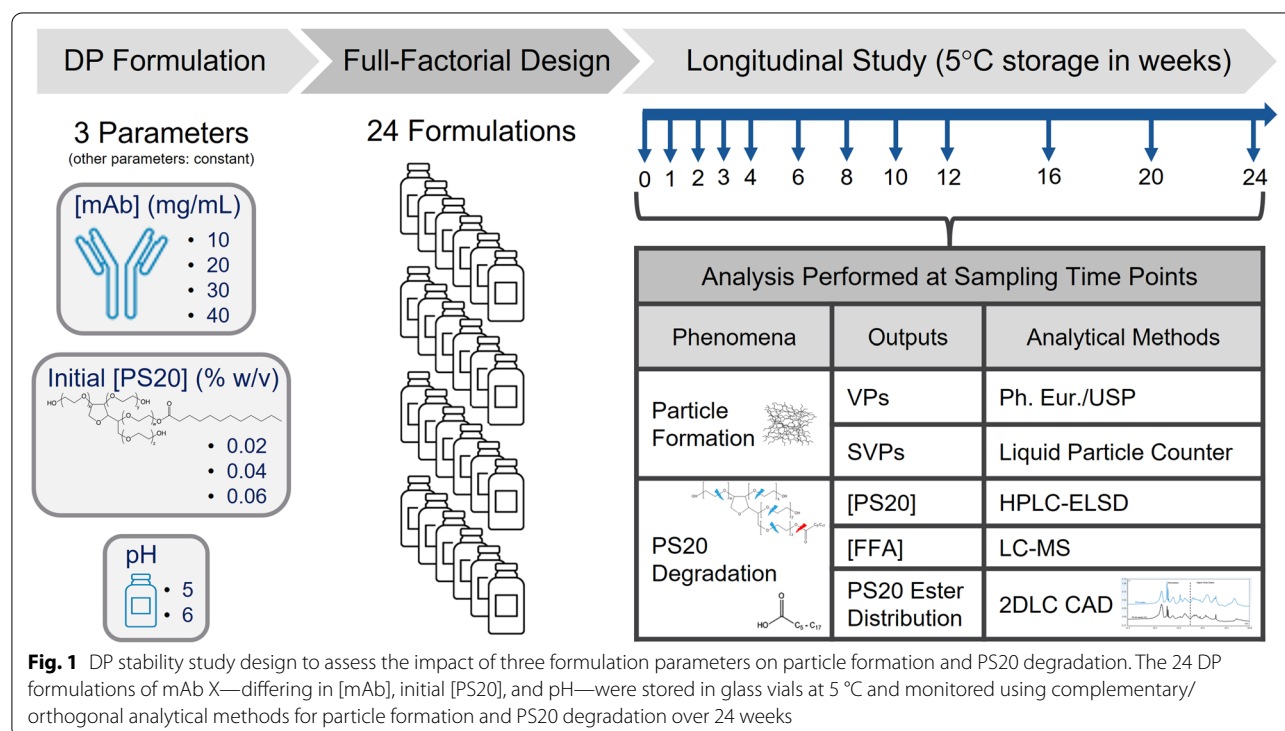 DP Formulation
Full-Factorial Design
Longitudinal Study (5°C storage in weeks)
3 Parameters
(other parameters: constant)
[mAb] (mg/mL)
• 10
• 20
• 30
• 40
Initial [PS20] (% w/v)
• 0.02
• 0.04
• 0.06
pH
• 5
• 6
24 Formulations
0 1 2 3 4 6 8 10 12 16 20 24
Analysis Performed at Sampling Time Points
Phenomena Outputs Analytical Methods
Particle Formation
VPs Ph. Eur./USP
SVPs Liquid Particle Counter
PS20 Degradation
HO C₅ - C₁₇
[PS20] HPLC-ELSD
[FFA] LC-MS
PS20 Ester Distribution 2DLC CAD
Fig. 1 DP stability study design to assess the impact of three formulation parameters on particle formation and PS20 degradation. The 24 DP
formulations of mAb X—differing in [mAb], initial [PS20], and pH—were stored in glass vials at 5 °C and monitored using complementary/
orthogonal analytical methods for particle formation and PS20 degradation over 24 weeks